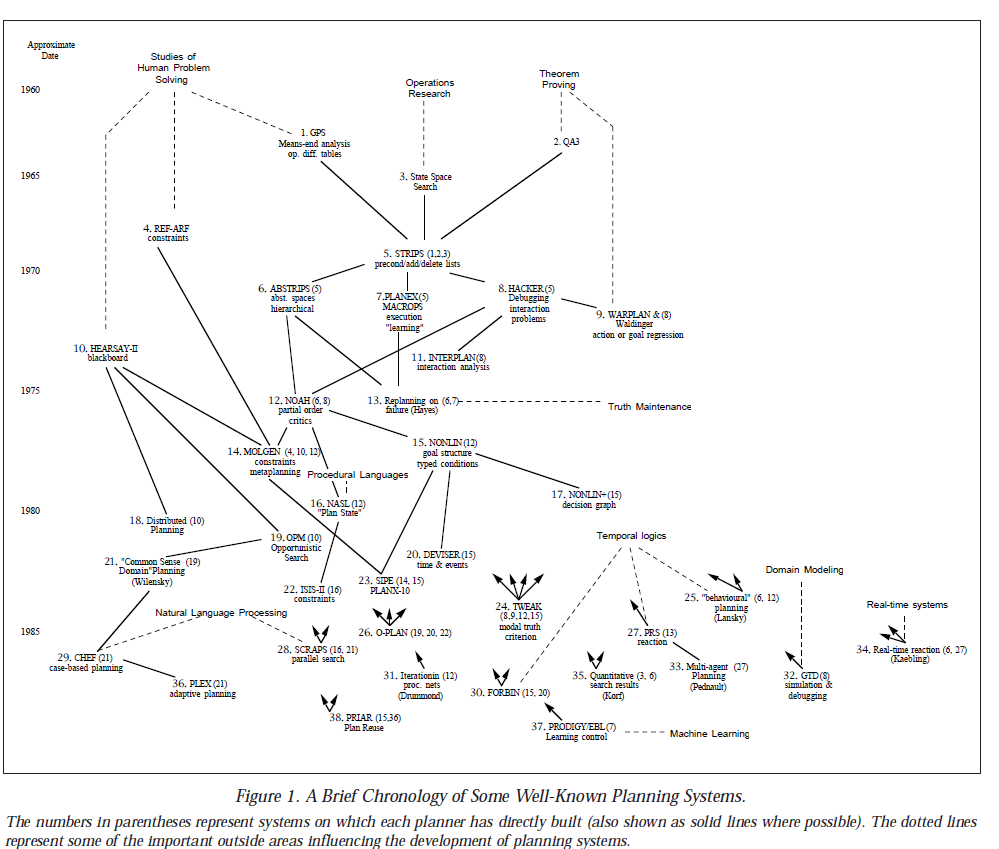 Approximate
Date
Studies of
Human Problem
Solving
Operations
Research
Theorem
Proving
1960
1. GPS
Means-end analysis
op. diff. tables
2. QA3
1965
3. State Space
Search
4. REF-ARF
constraints
5. STRIPS (1,2,3)
precond/add/delete lists
1970
6. ABSTRIPS (5)
abst. spaces
hierarchical
7.PLANEX(5)
MACROPS
execution
"learning"
8. HACKER(5)
Debugging
interaction
problems
9. WARPLAN & (8)
Waldinger
action or goal regression
10. HEARSAY-II
blackboard
11. INTERPLAN(8)
interaction analysis
1975
12. NOAH (6, 8)
partial order
critics
13. Replanning on (6,7)
failure (Hayes)
Truth Maintenance
14. MOLGEN (4, 10, 12)
constraints
metaplanning
15. NONLIN (12)
goal structure
typed conditions
Procedural Languages
16. NASL (12)
"Plan State"
17. NONLIN+(15)
decision graph
1980
18. Distributed (10)
Planning
19. OPM (10)
Opportunistic
Search
20. DEVISER (15)
time & events
Temporal logics
21. "Common Sense (19)
Domain"Planning
(Wilensky)
22. ISIS-II (16)
constraints
23. SIPE (14, 15)
PLANX-10
24. TWEAK
(8,9,12,15)
modal truth
criterion
25. "behavioural" (6, 12)
planning
(Lansky)
Domain Modeling
Real-time systems
Natural Language Processing
1985
26. O-PLAN (19, 20, 22)
27. PRS (13)
reaction
28. SCRAPS (16, 21)
parallel search
29. CHEF (21)
case-based planning
30. FORBIN (15, 20)
31. Iterationin (12)
proc. nets
(Drummond)
32. GTD (8)
simulation &
debugging
33. Multi-agent (27)
Planning
(Pednault)
34. Real-time reaction (6, 27)
(Kaebling)
35. Quantitative (3, 6)
search results
(Korf)
36. PLEX (21)
adaptive planning
37. PRODIGY/EBL (7)
Learning control
Machine Learning
38. PRIAR (15,36)
Plan Reuse
Figure 1. A Brief Chronology of Some Well-Known Planning Systems.
The numbers in parentheses represent systems on which each planner has directly built (also shown as solid lines where possible). The dotted lines
represent some of the important outside areas influencing the development of planning systems.